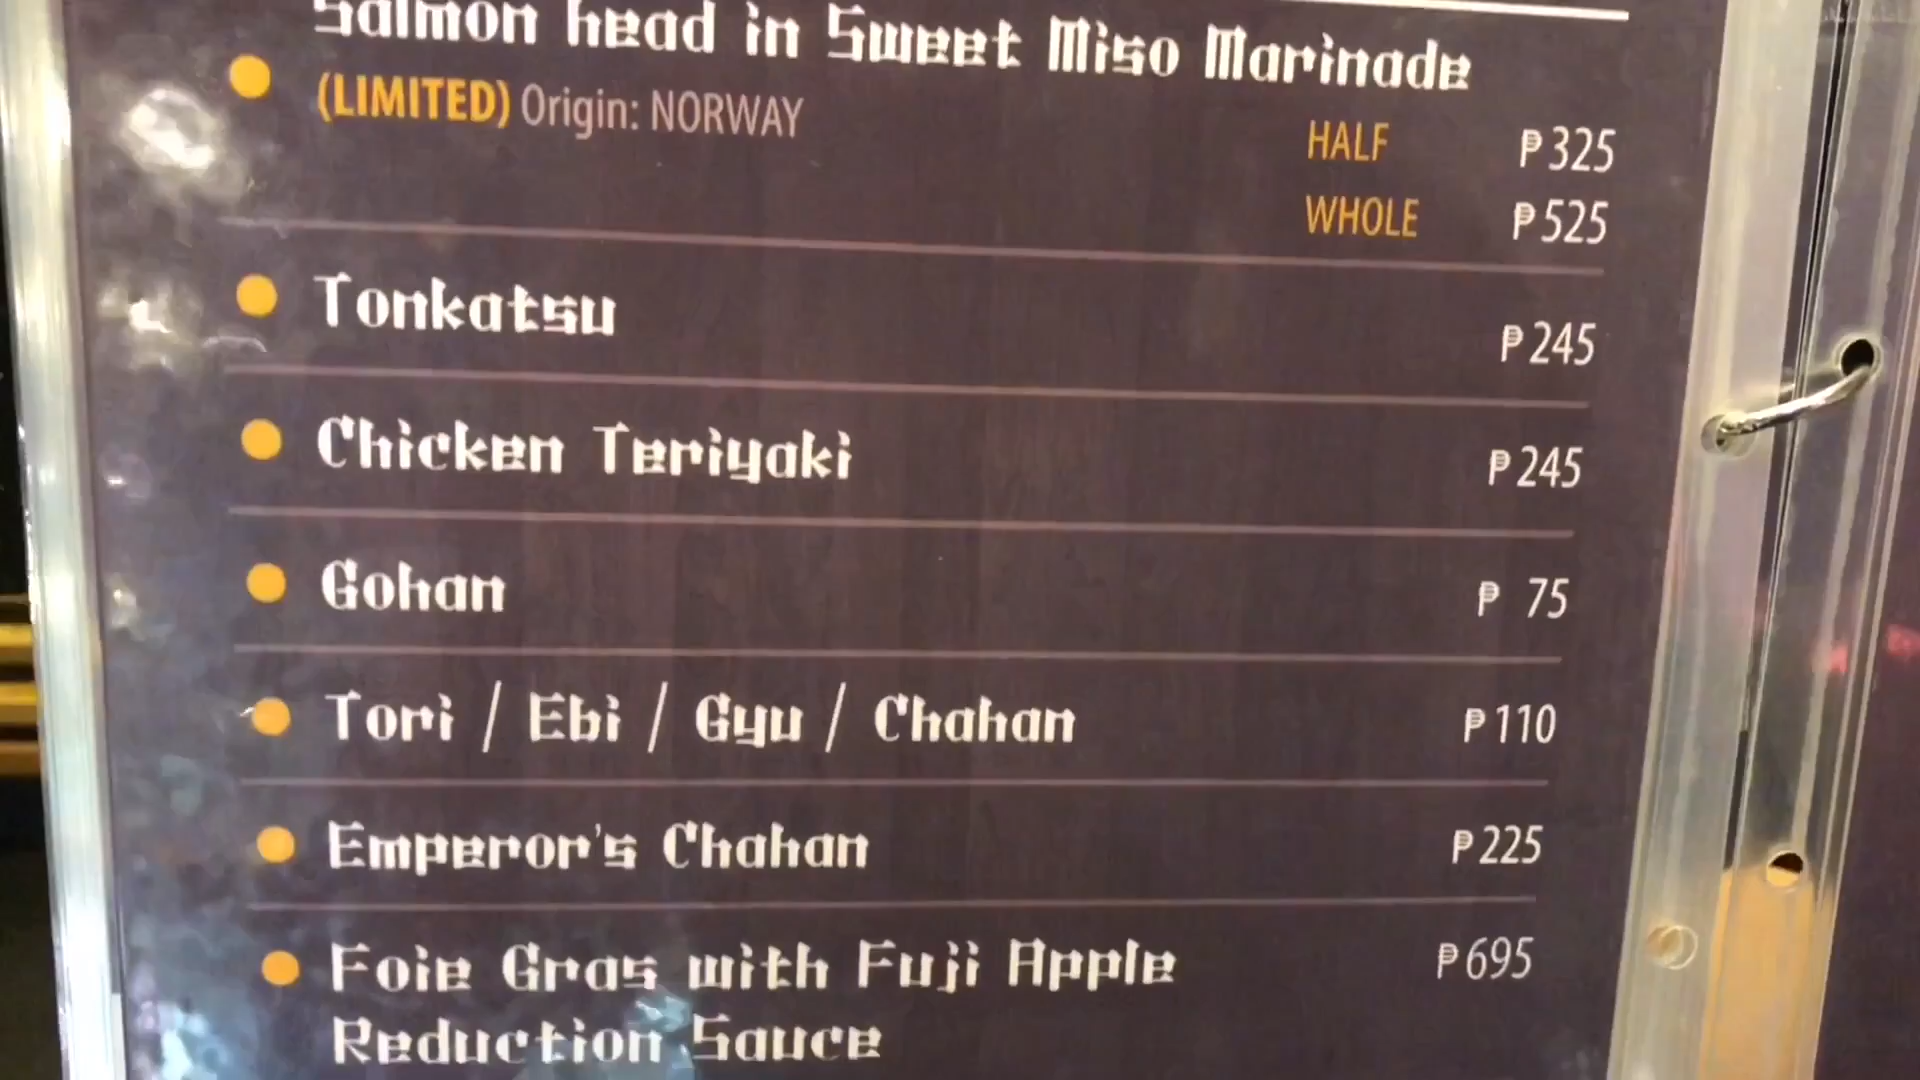 Salmon head in Sweet Miso Marinade
(LIMITED) Origin: NORWAY
HALF ₱325
WHOLE ₱525
Tonkatsu ₱245
Chicken Teriyaki ₱245
Gohan ₱ 75
Tori / Ebi / Gyu / Chahan ₱110
Emperor's Chahan ₱225
Foie Gras with Fuji Apple ₱695
Reduction Sauce